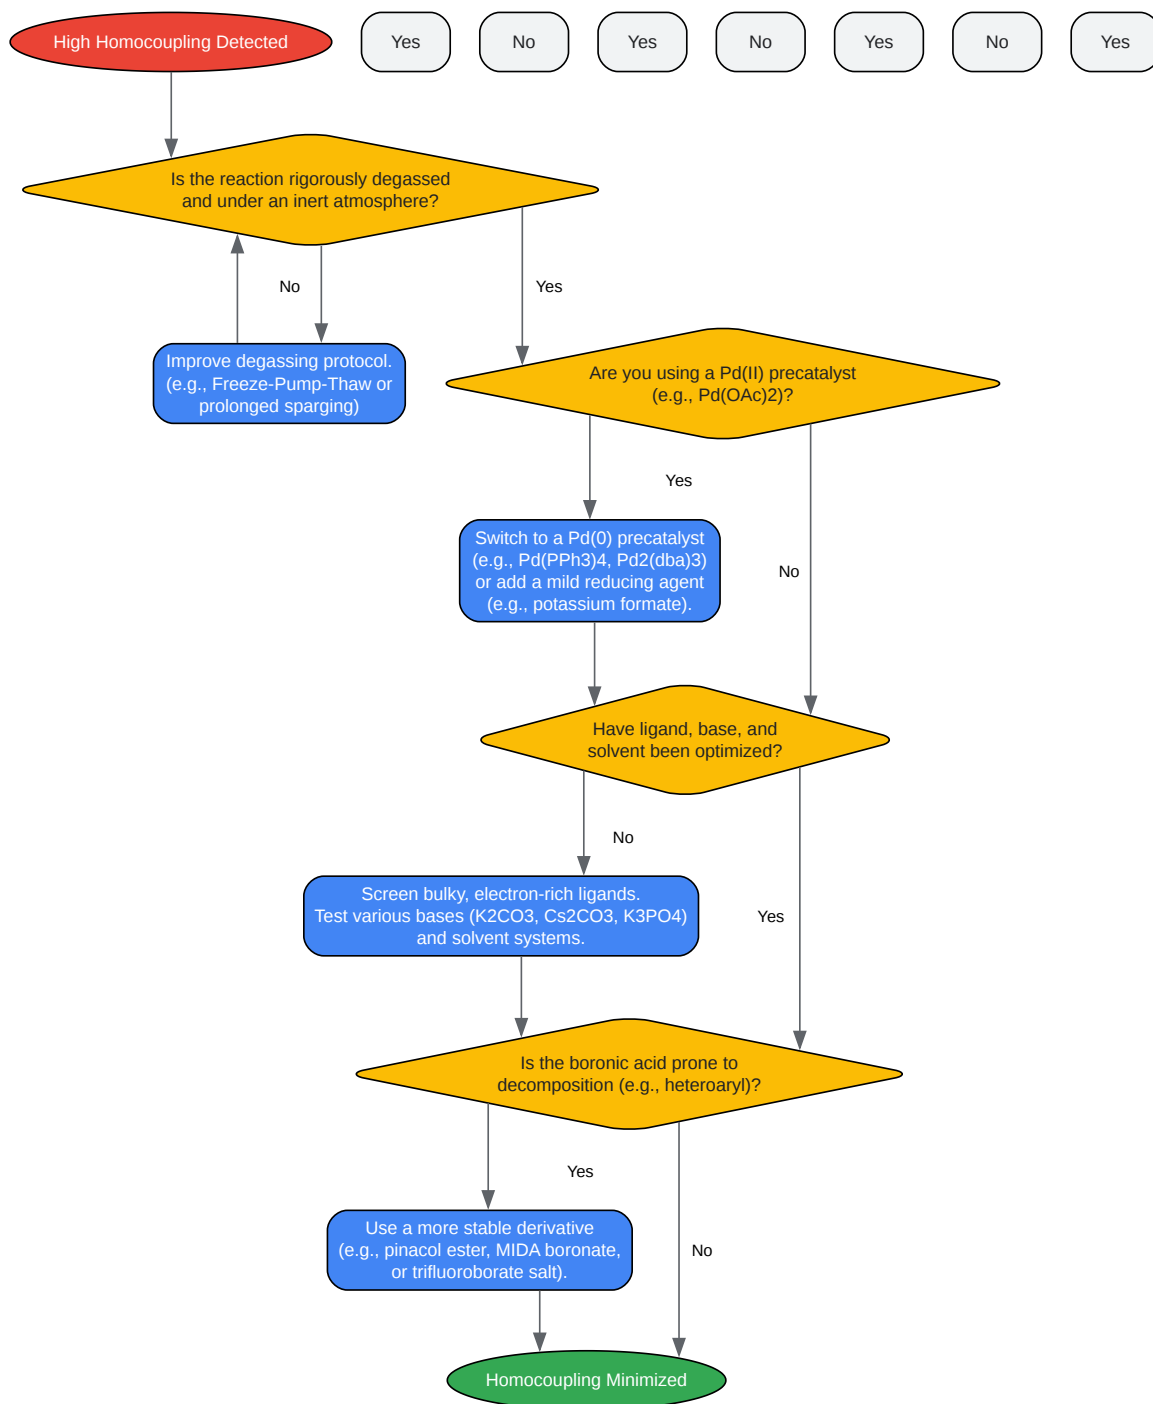 High Homocoupling Detected
Yes
No
Yes
No
Yes
No
Yes
Is the reaction rigorously degassed
and under an inert atmosphere?
No
Yes
Improve degassing protocol.
(e.g., Freeze-Pump-Thaw or
prolonged sparging)
Are you using a Pd(II) precatalyst
(e.g., Pd(OAc)2)?
Yes
No
Switch to a Pd(0) precatalyst
(e.g., Pd(PPh3)4, Pd2(dba)3)
or add a mild reducing agent
(e.g., potassium formate).
Have ligand, base, and
solvent been optimized?
No
Yes
Screen bulky, electron-rich ligands.
Test various bases (K2CO3, Cs2CO3, K3PO4)
and solvent systems.
Is the boronic acid prone to
decomposition (e.g., heteroaryl)?
Yes
No
Use a more stable derivative
(e.g., pinacol ester, MIDA boronate,
or trifluoroborate salt).
Homocoupling Minimized